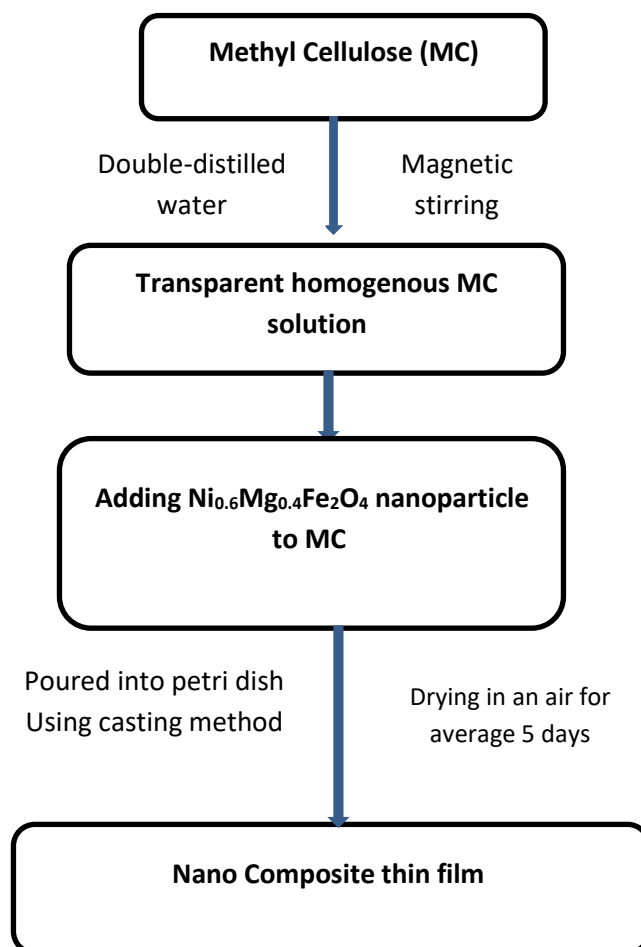 Methyl Cellulose (MC)
Double-distilled
water
Magnetic
stirring
Transparent homogenous MC
solution
Adding Ni₀.₆Mg₀.₄Fe₂O₄ nanoparticle
to MC
Poured into petri dish
Using casting method
Drying in an air for
average 5 days
Nano Composite thin film